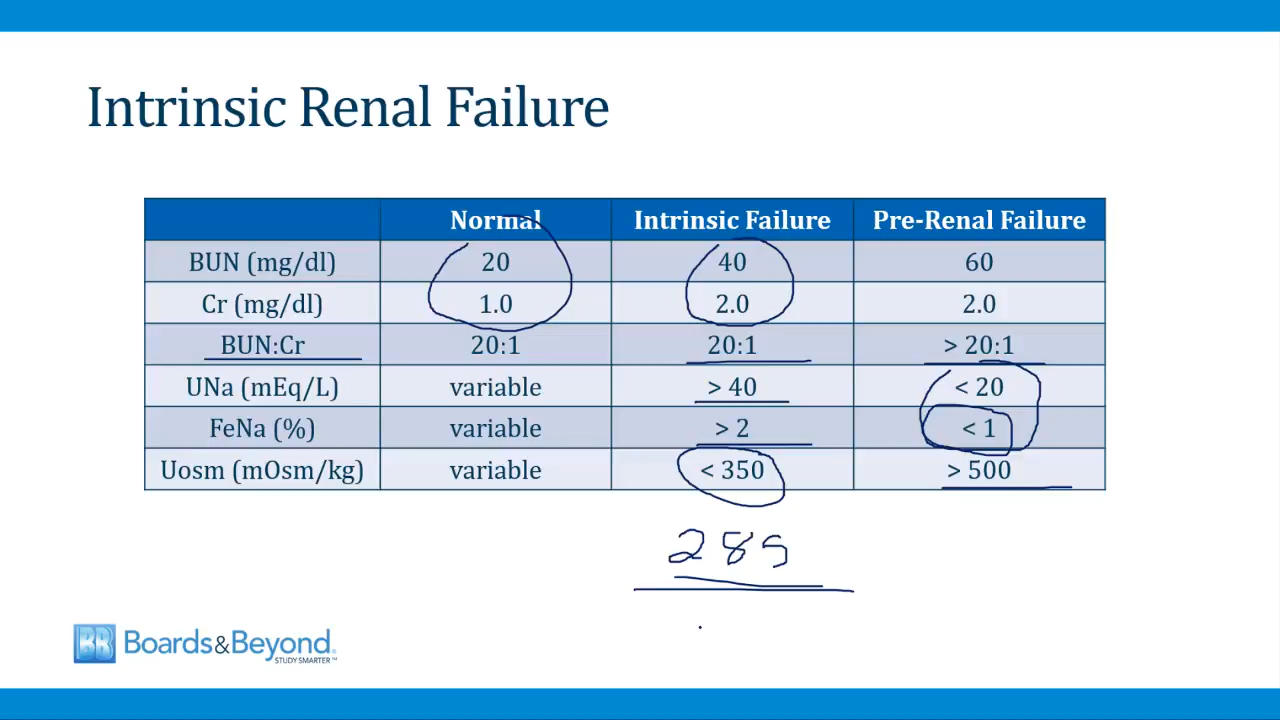 Intrinsic Renal Failure
Normal Intrinsic Failure Pre-Renal Failure
BUN (mg/dl) 20 40 60
Cr (mg/dl) 1.0 2.0 2.0
BUN:Cr 20:1 20:1 > 20:1
UNa (mEq/L) variable > 40 < 20
FeNa (%) variable > 2 < 1
Uosm (mOsm/kg) variable < 350 > 500
285
BB Boards&Beyond.
STUDY SMARTER™